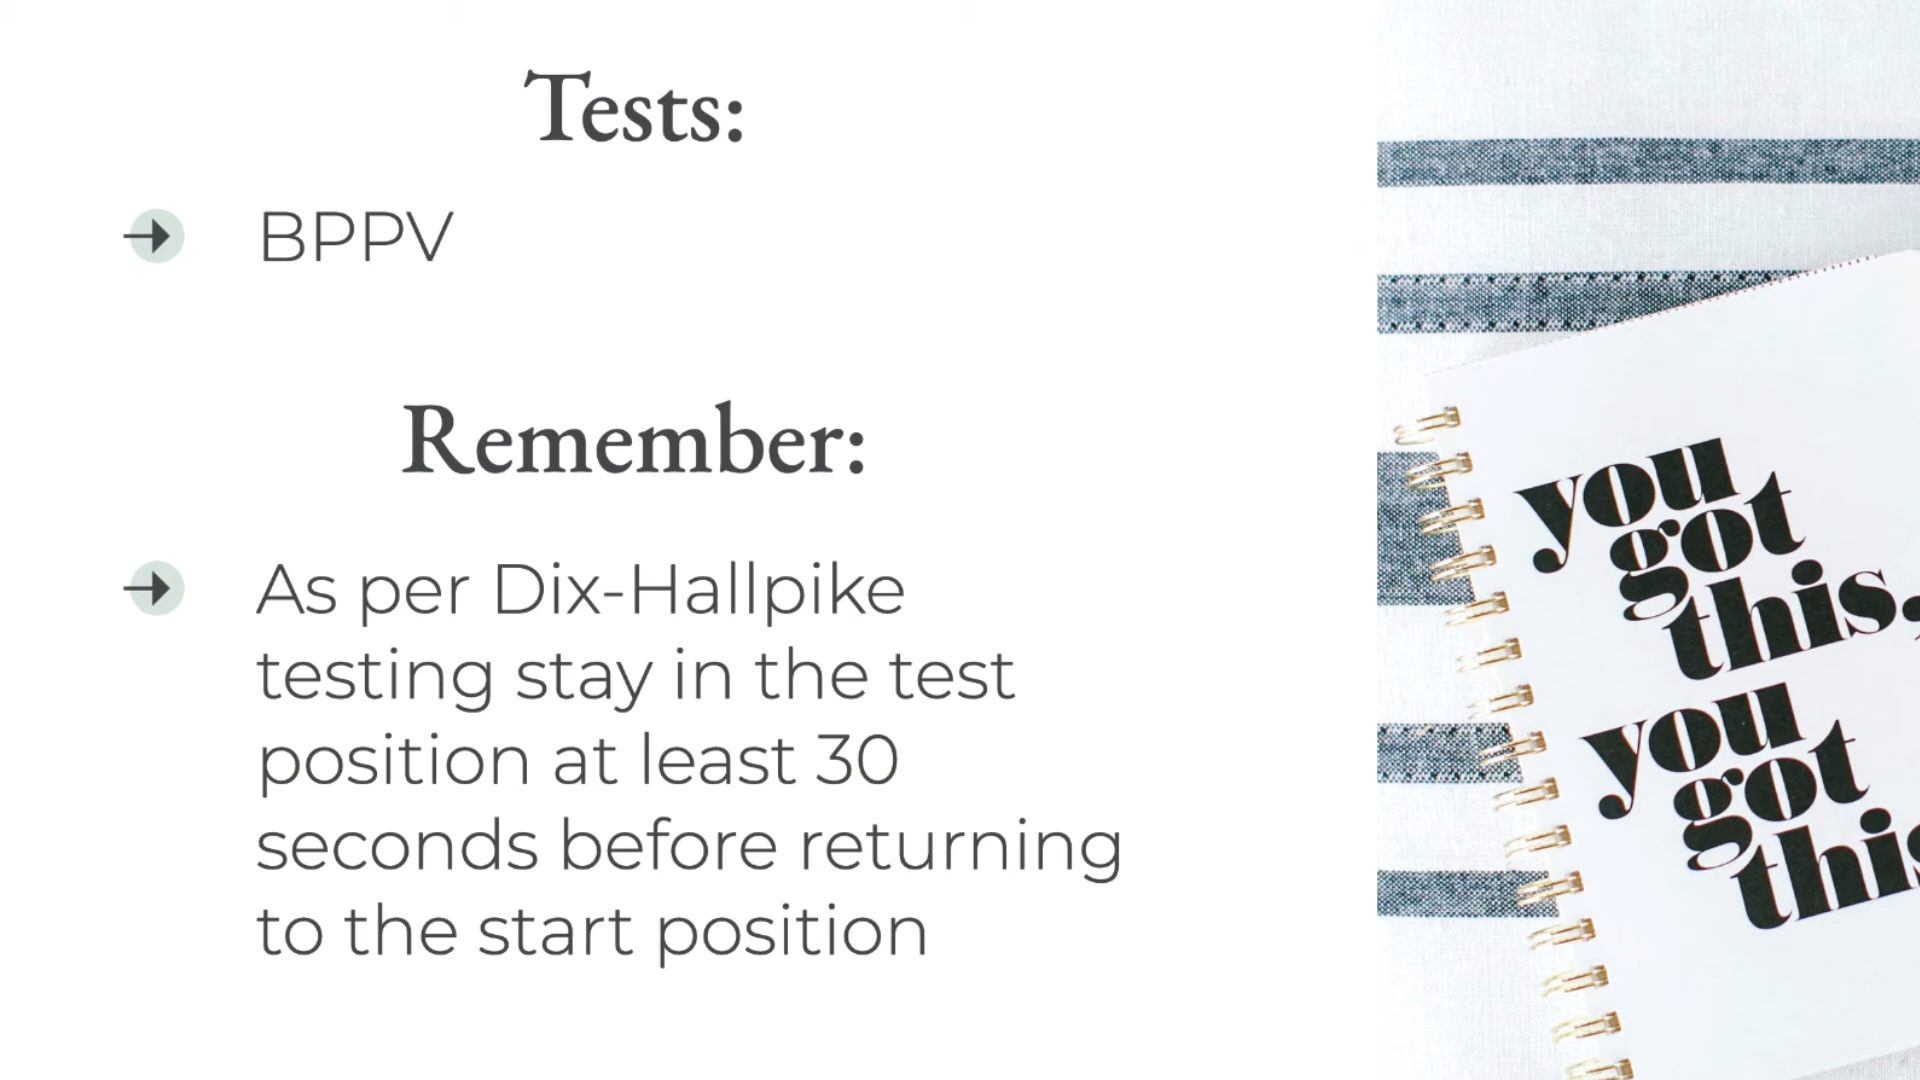 Tests:
BPPV
Remember:
As per Dix-Hallpike
testing stay in the test
position at least 30
seconds before returning
to the start position
you
got
this,
you
got
this